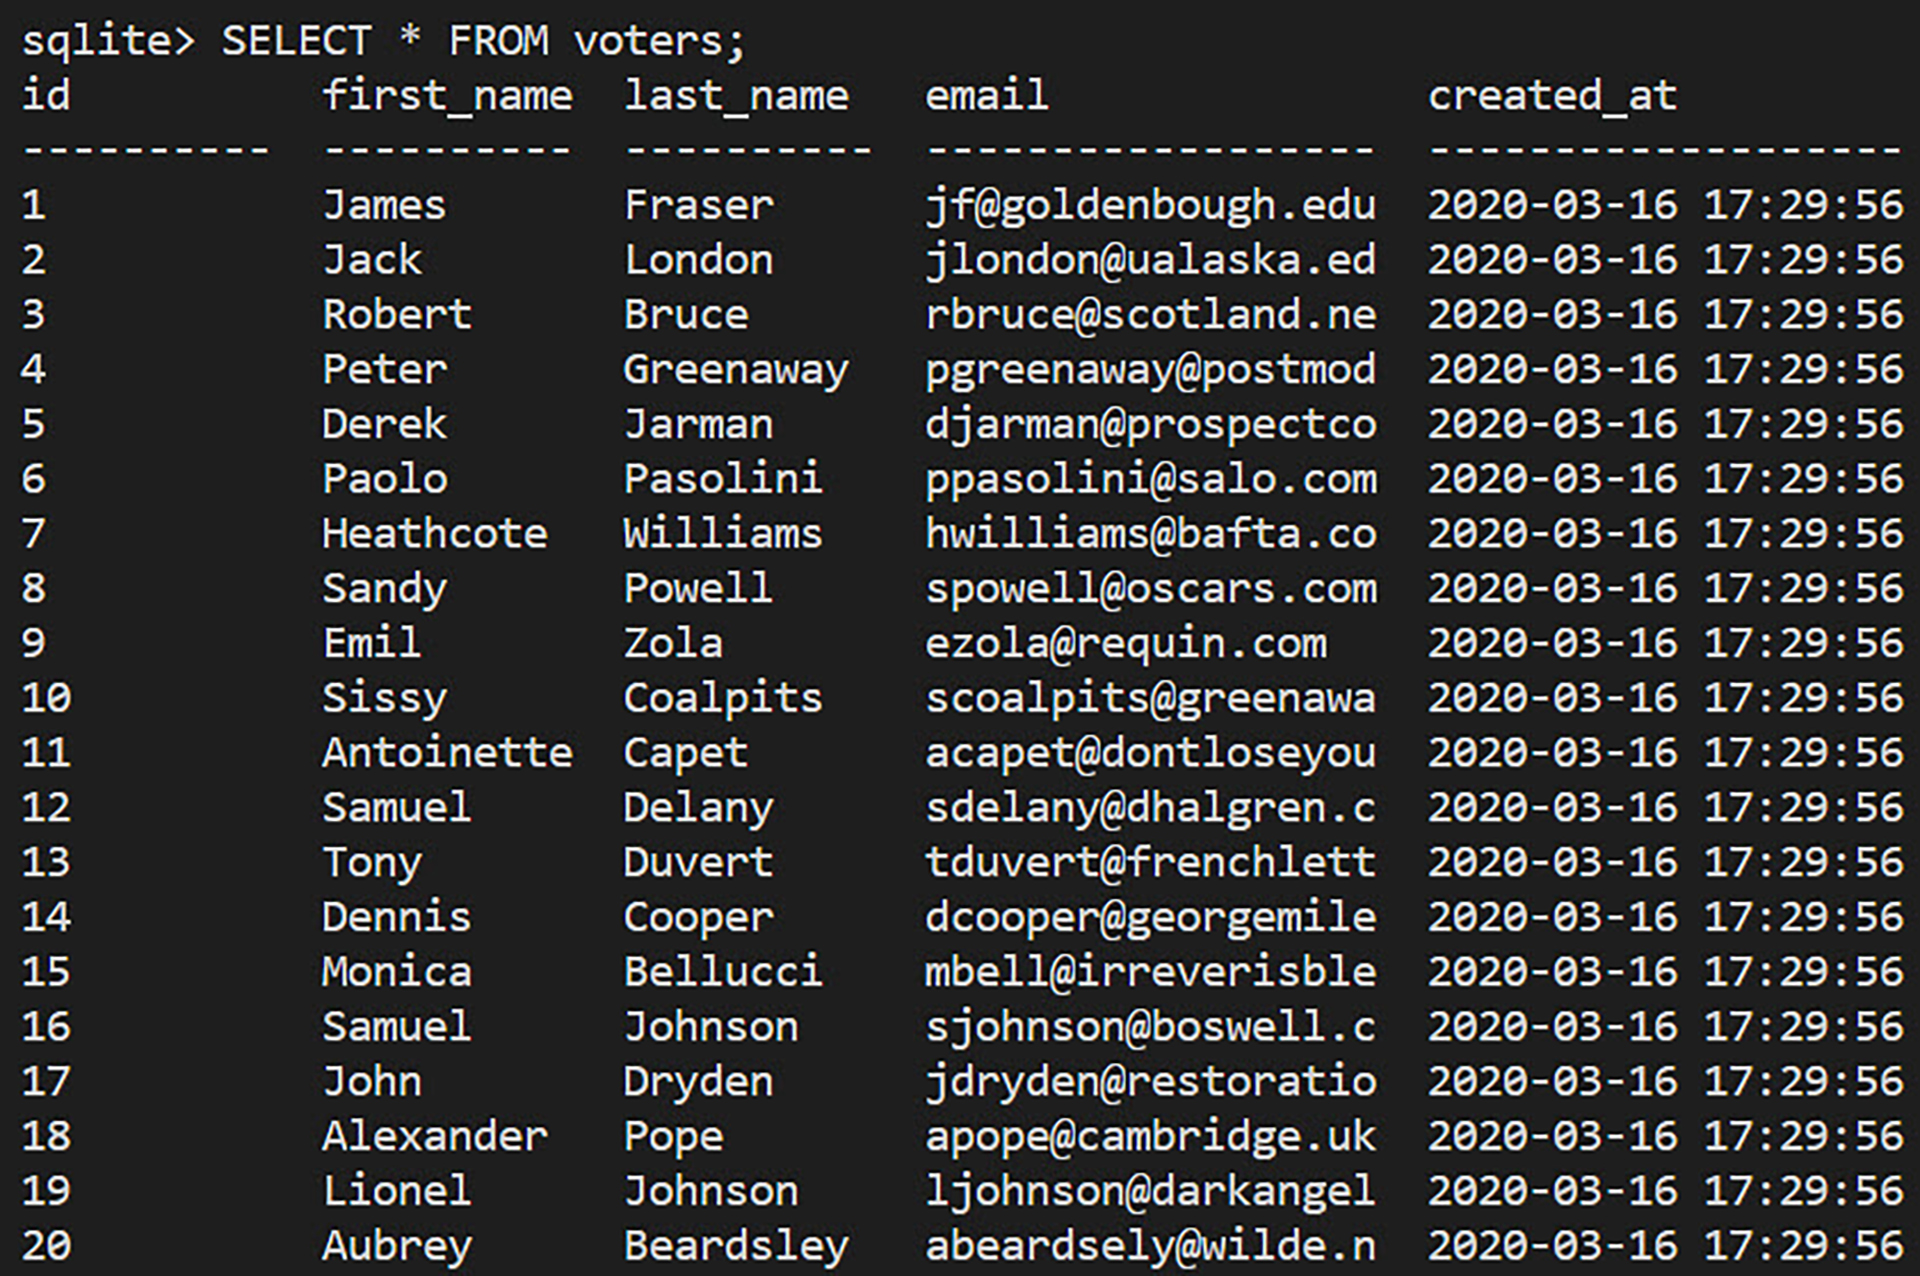 sqlite> SELECT * FROM voters;
id          first_name  last_name   email               created_at
----------  ----------  ----------  ------------------  -------------------
1           James       Fraser      jf@goldenbough.edu  2020-03-16 17:29:56
2           Jack        London      jlondon@ualaska.ed  2020-03-16 17:29:56
3           Robert      Bruce       rbruce@scotland.ne  2020-03-16 17:29:56
4           Peter       Greenaway   pgreenaway@postmod  2020-03-16 17:29:56
5           Derek       Jarman      djarman@prospectco  2020-03-16 17:29:56
6           Paolo       Pasolini    ppasolini@salo.com  2020-03-16 17:29:56
7           Heathcote   Williams    hwilliams@bafta.co  2020-03-16 17:29:56
8           Sandy       Powell      spowell@oscars.com  2020-03-16 17:29:56
9           Emil        Zola        ezola@requin.com    2020-03-16 17:29:56
10          Sissy       Coalpits    scoalpits@greenawa  2020-03-16 17:29:56
11          Antoinette  Capet       acapet@dontloseyou  2020-03-16 17:29:56
12          Samuel      Delany      sdelany@dhalgren.c  2020-03-16 17:29:56
13          Tony        Duvert      tduvert@frenchlett  2020-03-16 17:29:56
14          Dennis      Cooper      dcooper@georgemile  2020-03-16 17:29:56
15          Monica      Bellucci    mbell@irreverisble  2020-03-16 17:29:56
16          Samuel      Johnson     sjohnson@boswell.c  2020-03-16 17:29:56
17          John        Dryden      jdryden@restoratio  2020-03-16 17:29:56
18          Alexander   Pope        apope@cambridge.uk  2020-03-16 17:29:56
19          Lionel      Johnson     ljohnson@darkangel  2020-03-16 17:29:56
20          Aubrey      Beardsley   abeardsely@wilde.n  2020-03-16 17:29:56